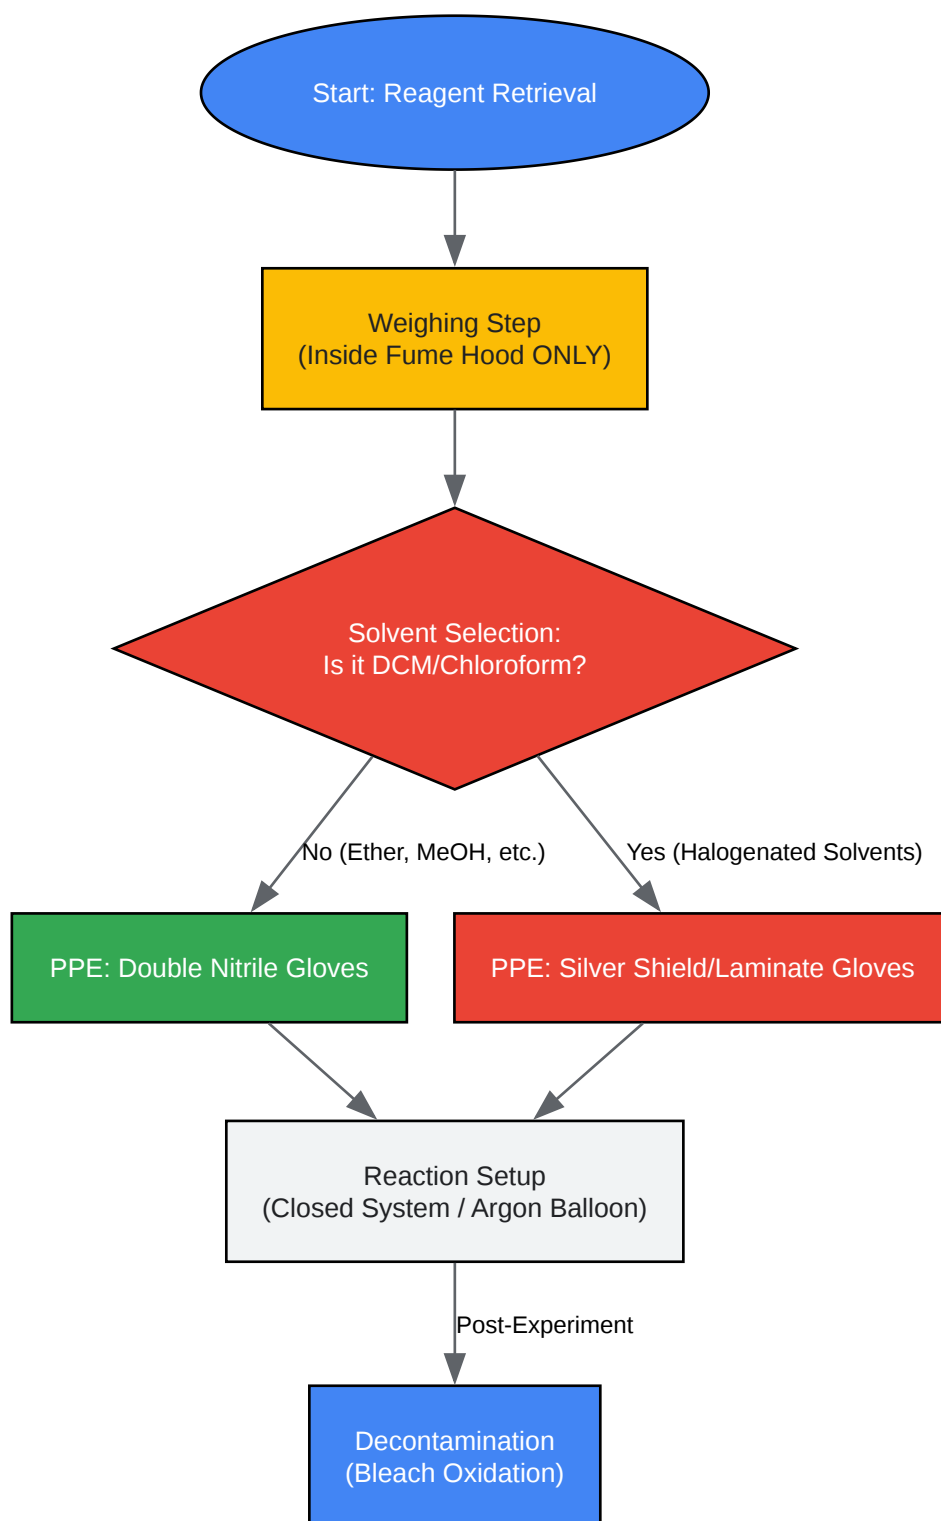 Start: Reagent Retrieval
Weighing Step
(Inside Fume Hood ONLY)
Solvent Selection:
Is it DCM/Chloroform?
No (Ether, MeOH, etc.)
Yes (Halogenated Solvents)
PPE: Double Nitrile Gloves
PPE: Silver Shield/Laminate Gloves
Reaction Setup
(Closed System / Argon Balloon)
Post-Experiment
Decontamination
(Bleach Oxidation)